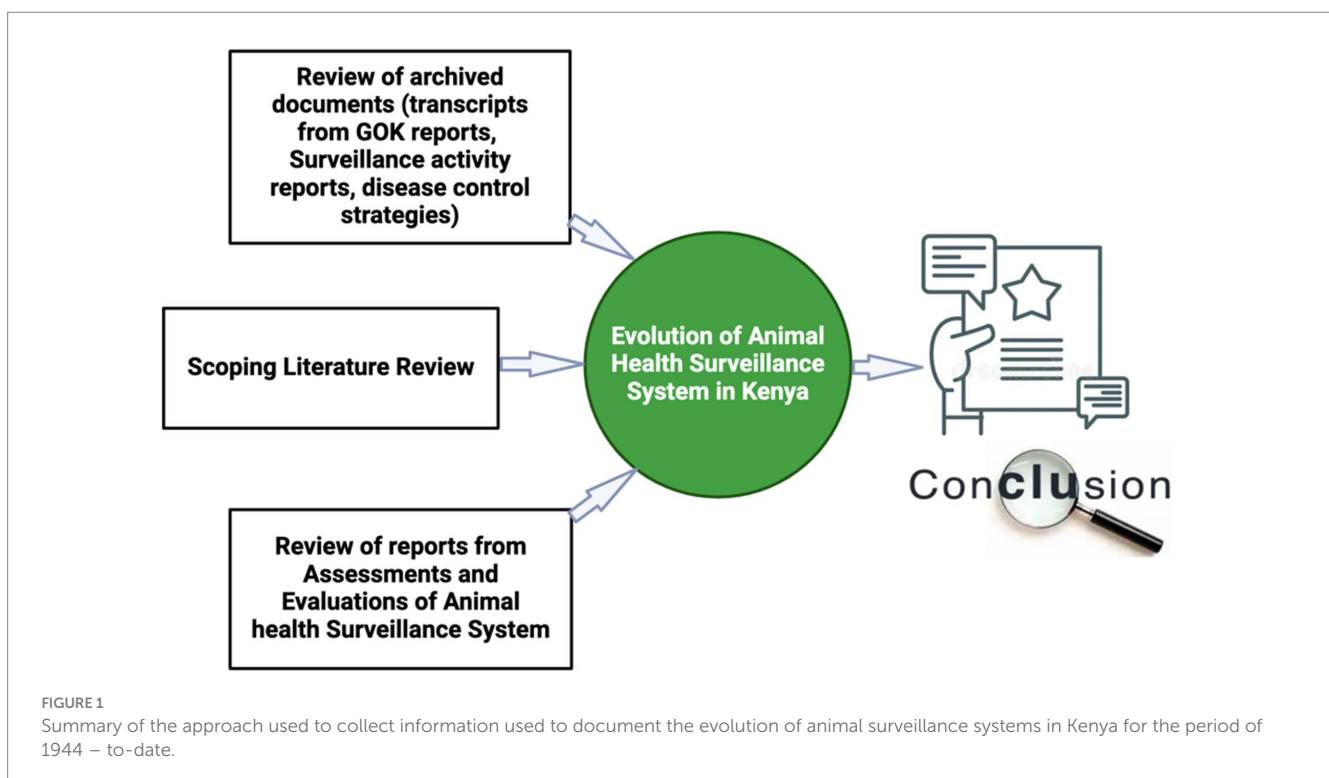 Review of archived
documents (transcripts
from GOK reports,
Surveillance activity
reports, disease control
strategies)
Scoping Literature Review
Review of reports from
Assessments and
Evaluations of Animal
health Surveillance System
Evolution of Animal
Health Surveillance
System in Kenya
Conclusion
FIGURE 1
Summary of the approach used to collect information used to document the evolution of animal surveillance systems in Kenya for the period of
1944 – to-date.